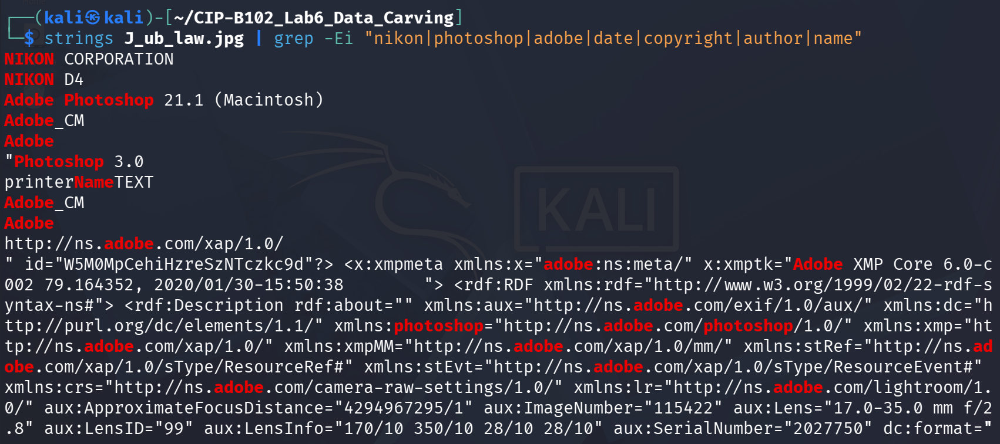 Home
┌──(kali㉿kali)-[~/CIP-B102_Lab6_Data_Carving]
└─$ strings J_ub_law.jpg | grep -Ei "nikon|photoshop|adobe|date|copyright|author|name"
NIKON CORPORATION
NIKON D4
Adobe Photoshop 21.1 (Macintosh)
Adobe_CM
Adobe
"Photoshop 3.0
printerNameTEXT
Adobe_CM
Adobe
http://ns.adobe.com/xap/1.0/
" id="W5M0MpCehiHzreSzNTczkc9d"?> <x:xmpmeta xmlns:x="adobe:ns:meta/" x:xmptk="Adobe XMP Core 6.0-c
002 79.164352, 2020/01/30-15:50:38        "> <rdf:RDF xmlns:rdf="http://www.w3.org/1999/02/22-rdf-s
yntax-ns#"> <rdf:Description rdf:about="" xmlns:aux="http://ns.adobe.com/exif/1.0/aux/" xmlns:dc="h
ttp://purl.org/dc/elements/1.1/" xmlns:photoshop="http://ns.adobe.com/photoshop/1.0/" xmlns:xmp="ht
tp://ns.adobe.com/xap/1.0/" xmlns:xmpMM="http://ns.adobe.com/xap/1.0/mm/" xmlns:stRef="http://ns.ad
obe.com/xap/1.0/sType/ResourceRef#" xmlns:stEvt="http://ns.adobe.com/xap/1.0/sType/ResourceEvent#"
xmlns:crs="http://ns.adobe.com/camera-raw-settings/1.0/" xmlns:lr="http://ns.adobe.com/lightroom/1.
0/" aux:ApproximateFocusDistance="4294967295/1" aux:ImageNumber="115422" aux:Lens="17.0-35.0 mm f/2
.8" aux:LensID="99" aux:LensInfo="170/10 350/10 28/10 28/10" aux:SerialNumber="2027750" dc:format="
KALI